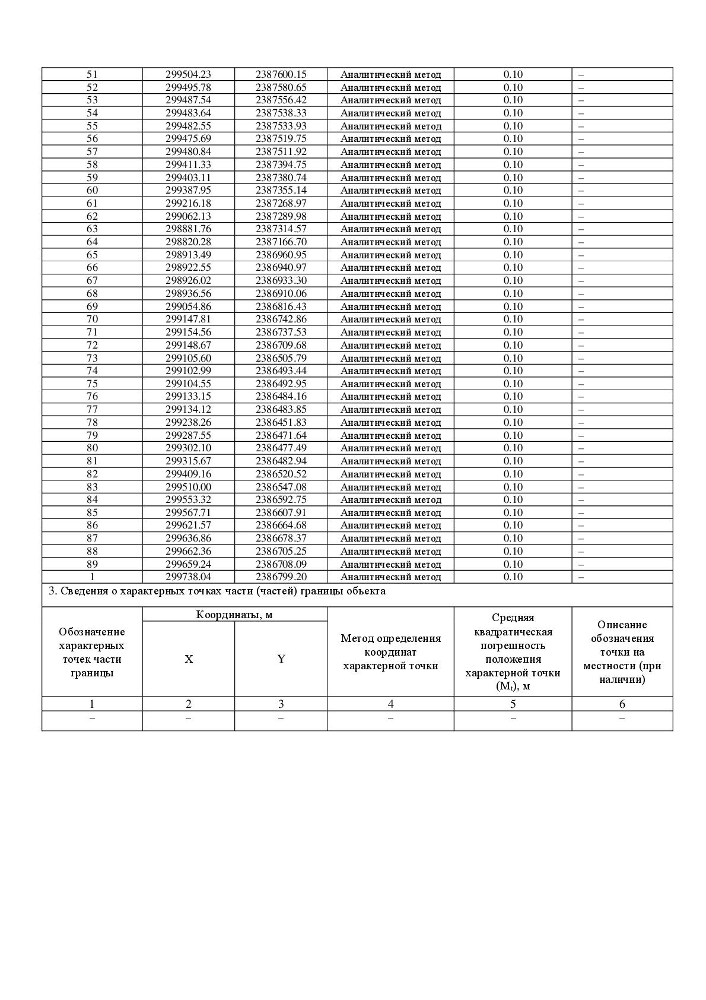 51 299504.23 2387600.15 Аналитический метод 0.10 –
52 299495.78 2387580.65 Аналитический метод 0.10 –
53 299487.54 2387556.42 Аналитический метод 0.10 –
54 299483.64 2387538.33 Аналитический метод 0.10 –
55 299482.55 2387533.93 Аналитический метод 0.10 –
56 299475.69 2387519.75 Аналитический метод 0.10 –
57 299480.84 2387511.92 Аналитический метод 0.10 –
58 299411.33 2387394.75 Аналитический метод 0.10 –
59 299403.11 2387380.74 Аналитический метод 0.10 –
60 299387.95 2387355.14 Аналитический метод 0.10 –
61 299216.18 2387268.97 Аналитический метод 0.10 –
62 299062.13 2387289.98 Аналитический метод 0.10 –
63 298881.76 2387314.57 Аналитический метод 0.10 –
64 298820.28 2387166.70 Аналитический метод 0.10 –
65 298913.49 2386960.95 Аналитический метод 0.10 –
66 298922.55 2386940.97 Аналитический метод 0.10 –
67 298926.02 2386933.30 Аналитический метод 0.10 –
68 298936.56 2386910.06 Аналитический метод 0.10 –
69 299054.86 2386816.43 Аналитический метод 0.10 –
70 299147.81 2386742.86 Аналитический метод 0.10 –
71 299154.56 2386737.53 Аналитический метод 0.10 –
72 299148.67 2386709.68 Аналитический метод 0.10 –
73 299105.60 2386505.79 Аналитический метод 0.10 –
74 299102.99 2386493.44 Аналитический метод 0.10 –
75 299104.55 2386492.95 Аналитический метод 0.10 –
76 299133.15 2386484.16 Аналитический метод 0.10 –
77 299134.12 2386483.85 Аналитический метод 0.10 –
78 299238.26 2386451.83 Аналитический метод 0.10 –
79 299287.55 2386471.64 Аналитический метод 0.10 –
80 299302.10 2386477.49 Аналитический метод 0.10 –
81 299315.67 2386482.94 Аналитический метод 0.10 –
82 299409.16 2386520.52 Аналитический метод 0.10 –
83 299510.00 2386547.08 Аналитический метод 0.10 –
84 299553.32 2386592.75 Аналитический метод 0.10 –
85 299567.71 2386607.91 Аналитический метод 0.10 –
86 299621.57 2386664.68 Аналитический метод 0.10 –
87 299636.86 2386678.37 Аналитический метод 0.10 –
88 299662.36 2386705.25 Аналитический метод 0.10 –
89 299659.24 2386708.09 Аналитический метод 0.10 –
1 299738.04 2386799.20 Аналитический метод 0.10 –
3. Сведения о характерных точках части (частей) границы объекта
Обозначение
характерных
точек части
границы
Координаты, м
X Y
Метод определения
координат
характерной точки
Средняя
квадратическая
погрешность
положения
характерной точки
(Mt), м
Описание
обозначения
точки на
местности (при
наличии)
1 2 3 4 5 6
– – – – – –